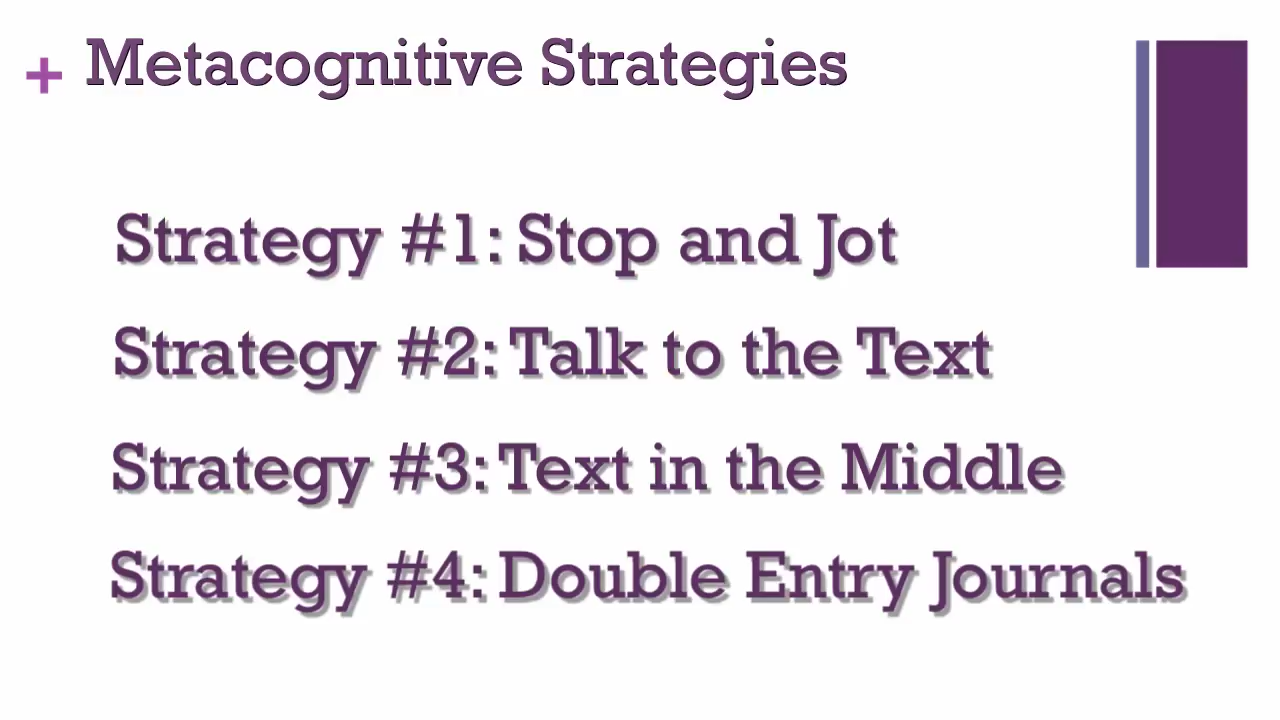 + Metacognitive Strategies
Strategy #1: Stop and Jot
Strategy #2: Talk to the Text
Strategy #3: Text in the Middle
Strategy #4: Double Entry Journals